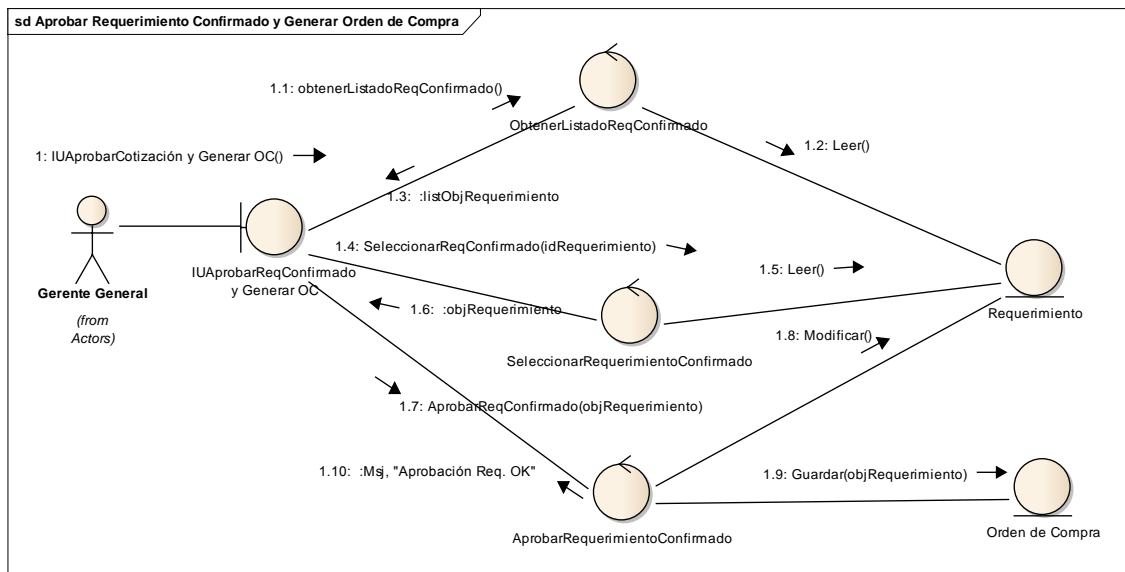 sd Aprobar Requerimiento Confirmado y Generar Orden de Compra
1.1: obtenerListadoReqConfirmado()
ObtenerListadoReqConfirmado
1: IUAprobarCotización y Generar OC()
1.2: Leer()
1.3: :listObjRequerimiento
1.4: SeleccionarReqConfirmado(idRequerimiento)
IUAprobarReqConfirmado
y Generar OC
1.5: Leer()
Gerente General
(from
Actors)
1.6: :objRequerimiento
Requerimiento
1.8: Modificar()
SeleccionarRequerimientoConfirmado
1.7: AprobarReqConfirmado(objRequerimiento)
1.10: :Msj, "Aprobación Req. OK"
1.9: Guardar(objRequerimiento)
AprobarRequerimientoConfirmado
Orden de Compra